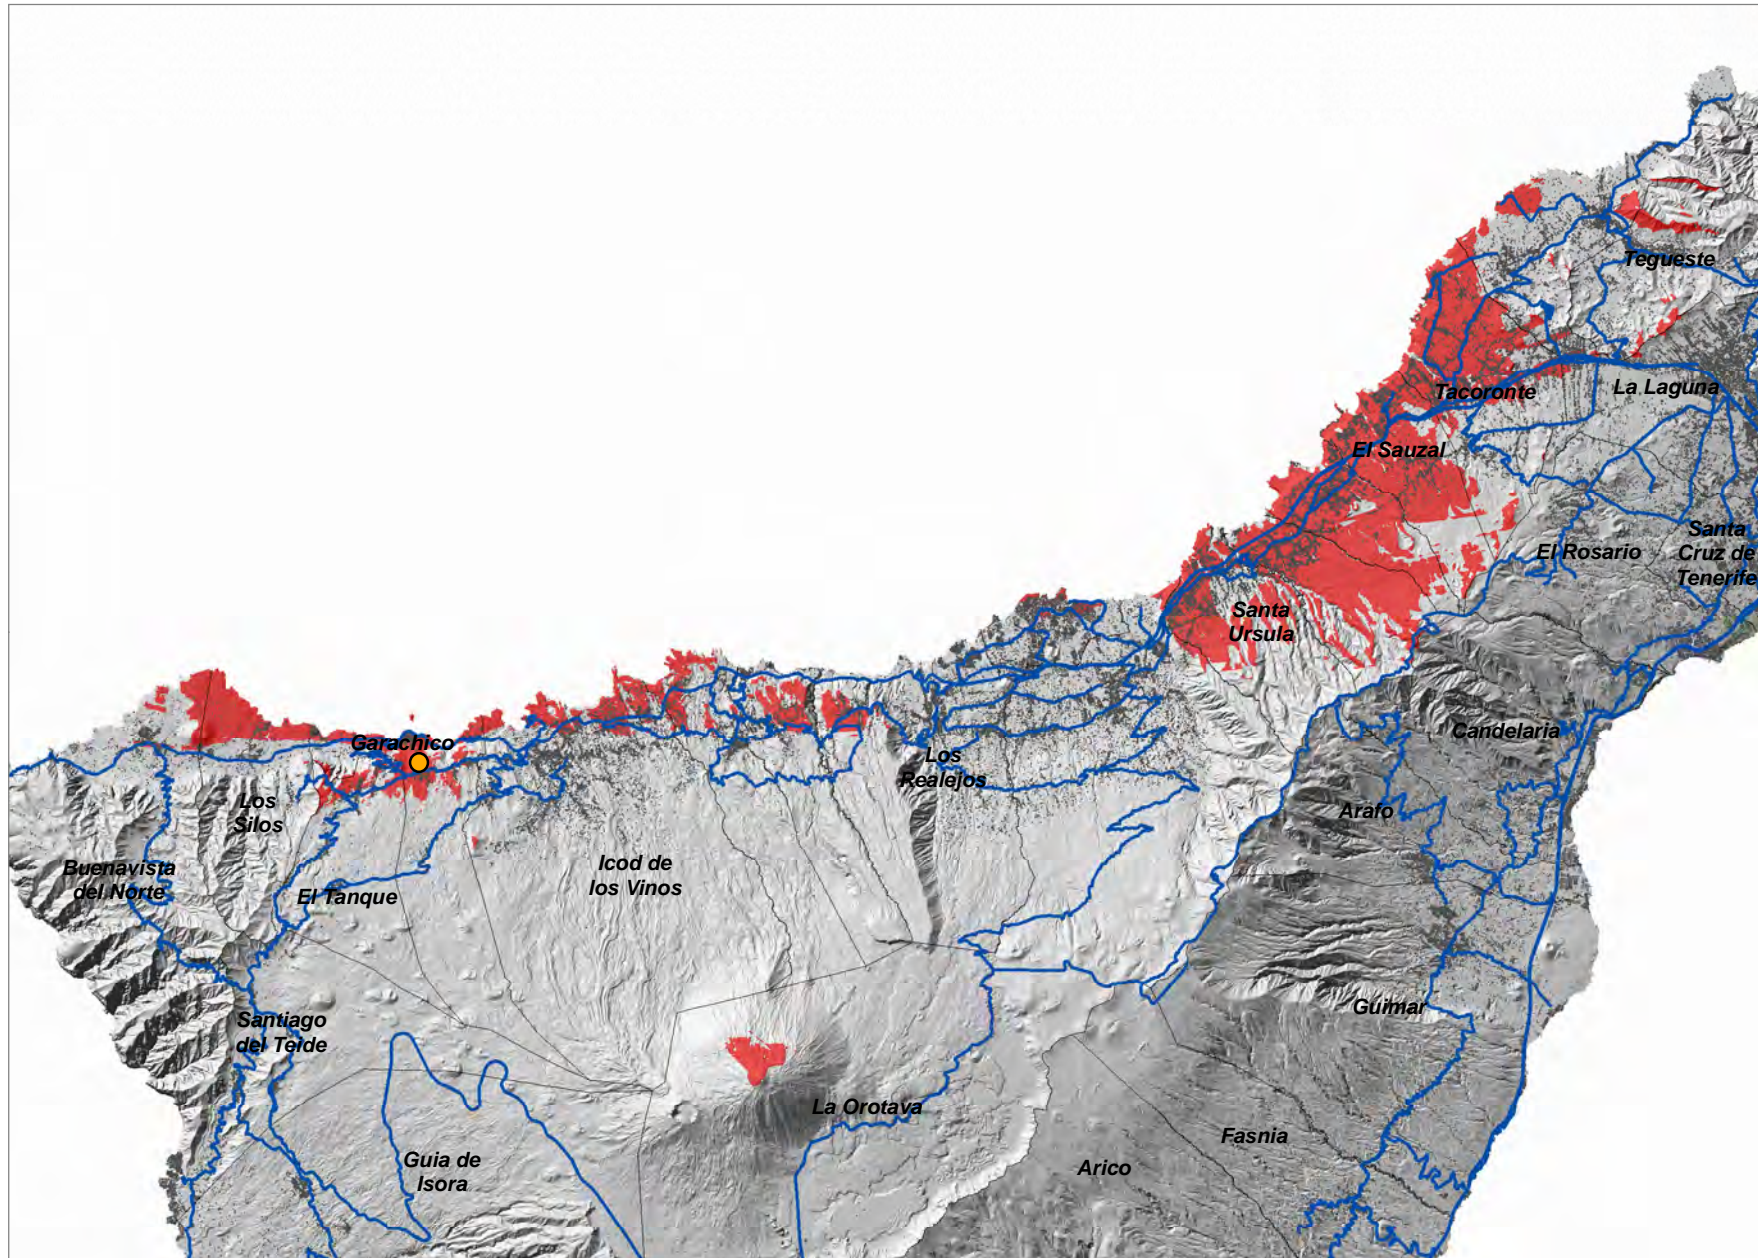 Tegueste
Tacoronte
La Laguna
El Sauzal
Santa
Cruz de
Tenerife
El Rosario
Santa
Ursula
Candelaria
Garachico
Los
Realejos
Los
Silos
Arafo
Icod de
los Vinos
Buenavista
del Norte
El Tanque
Guimar
Santiago
del Teide
La Orotava
Fasnia
Guia de
Isora
Arico